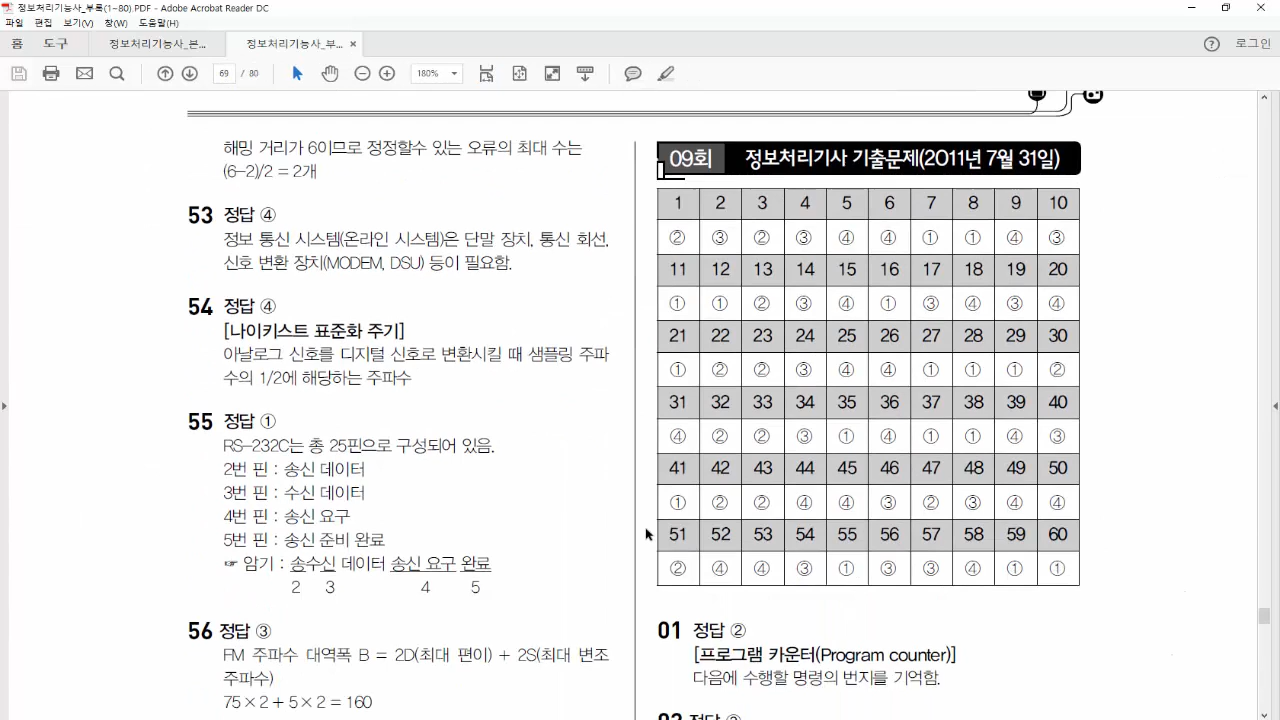 정보처리기능사_부록(1~80).PDF - Adobe Acrobat Reader DC
파일 편집 보기(V) 창(W) 도움말(H)
홈 도구 정보처리기능사_본... 정보처리기능사_부... × 로그인
69 / 80 180%
해밍 거리가 6이므로 정정할수 있는 오류의 최대 수는
(6-2)/2 = 2개
53 정답 ④
정보 통신 시스템(온라인 시스템)은 단말 장치, 통신 회선,
신호 변환 장치(MODEM, DSU) 등이 필요함.
54 정답 ④
[나이키스트 표준화 주기]
아날로그 신호를 디지털 신호로 변환시킬 때 샘플링 주파
수의 1/2에 해당하는 주파수
55 정답 ①
RS-232C는 총 25핀으로 구성되어 있음.
2번 핀 : 송신 데이터
3번 핀 : 수신 데이터
4번 핀 : 송신 요구
5번 핀 : 송신 준비 완료
☞ 암기 : 송수신 데이터 송신 요구 완료
2 3 4 5
56 정답 ③
FM 주파수 대역폭 B = 2D(최대 편이) + 2S(최대 변조
주파수)
75×2+5×2=160
09회 정보처리기사 기출문제(2011년 7월 31일)
1 2 3 4 5 6 7 8 9 10
② ③ ② ③ ④ ④ ① ① ④ ③
11 12 13 14 15 16 17 18 19 20
① ① ② ③ ④ ① ③ ④ ③ ④
21 22 23 24 25 26 27 28 29 30
① ② ② ③ ④ ④ ① ① ① ②
31 32 33 34 35 36 37 38 39 40
④ ② ② ③ ① ④ ① ① ④ ③
41 42 43 44 45 46 47 48 49 50
① ② ② ④ ④ ③ ② ③ ④ ④
51 52 53 54 55 56 57 58 59 60
② ④ ④ ③ ① ③ ③ ④ ① ①
01 정답 ②
[프로그램 카운터(Program counter)]
다음에 수행할 명령의 번지를 기억함.